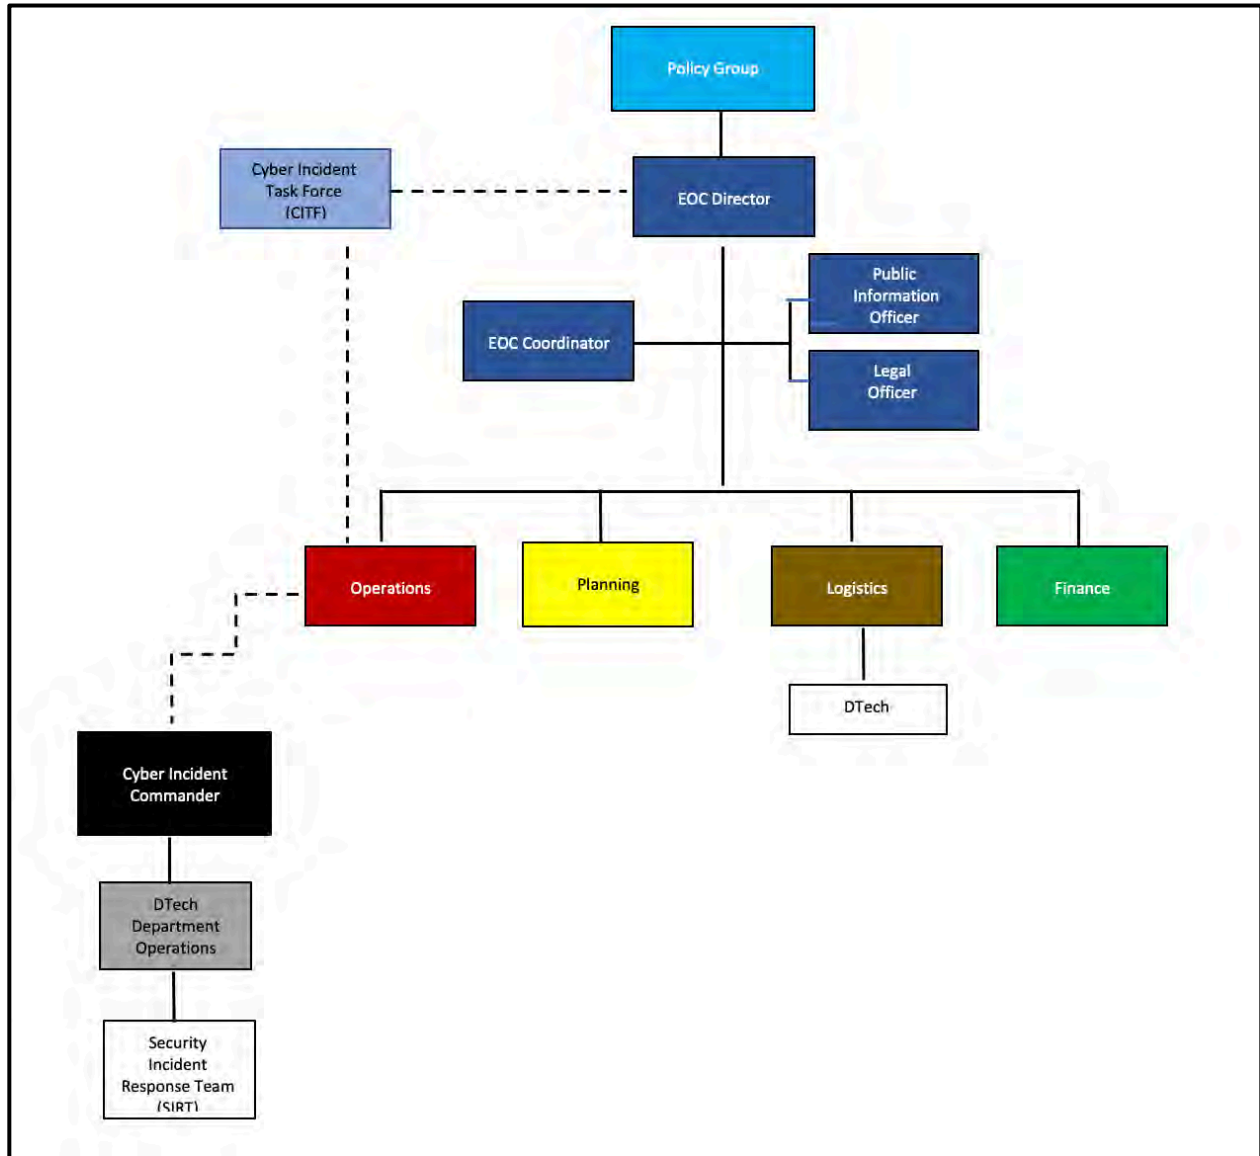 Policy Group
Cyber Incident
Task Force
(CITF)
EOC Director
Public
Information
Officer
EOC Coordinator
Legal
Officer
Operations
Planning
Logistics
Finance
DTech
Cyber Incident
Commander
DTech
Department
Operations
Security
Incident
Response Team
(SIRT)